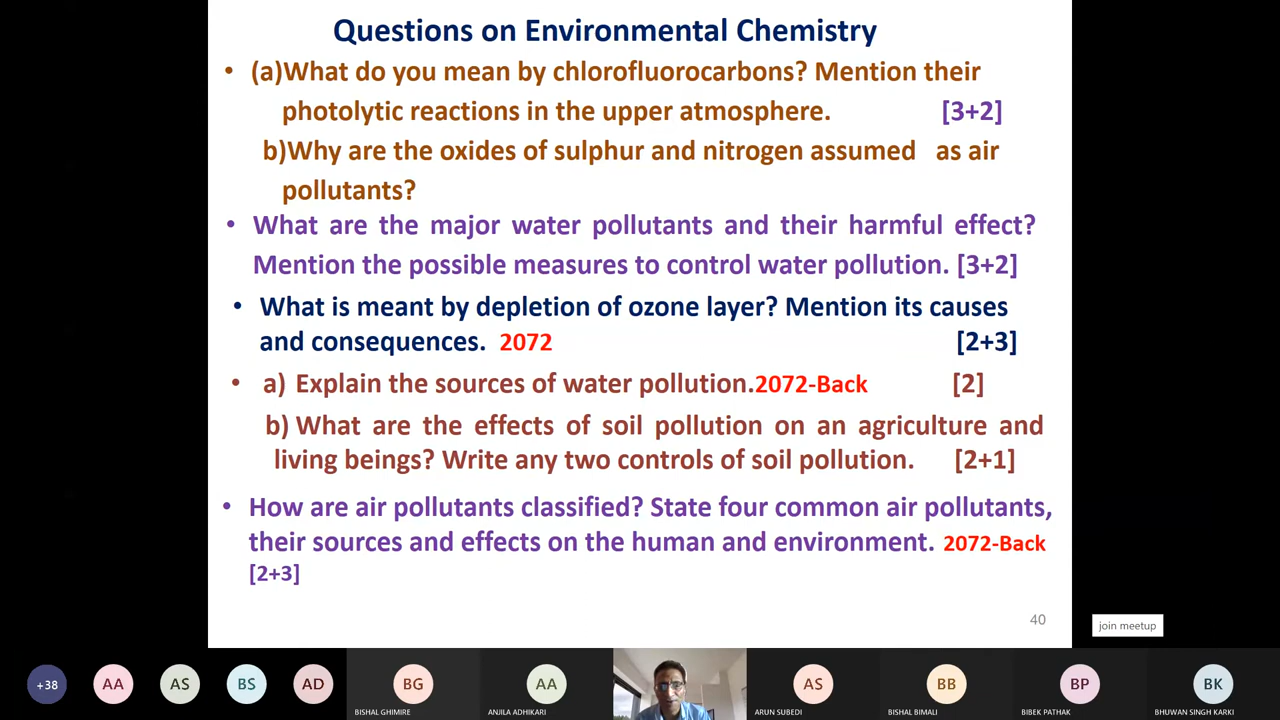 Questions on Environmental Chemistry
• (a)What do you mean by chlorofluorocarbons? Mention their
photolytic reactions in the upper atmosphere. [3+2]
b)Why are the oxides of sulphur and nitrogen assumed as air
pollutants?
• What are the major water pollutants and their harmful effect?
Mention the possible measures to control water pollution. [3+2]
• What is meant by depletion of ozone layer? Mention its causes
and consequences. 2072 [2+3]
• a) Explain the sources of water pollution.2072-Back [2]
b) What are the effects of soil pollution on an agriculture and
living beings? Write any two controls of soil pollution. [2+1]
• How are air pollutants classified? State four common air pollutants,
their sources and effects on the human and environment. 2072-Back
[2+3]
40
join meetup
+38 AA AS BS AD BG AA AS BB BP BK
BISHAL GHIMIRE ANJILA ADHIKARI ARUN SUBEDI BISHAL BIMALI BIBEK PATHAK BHUWAN SINGH KARKI